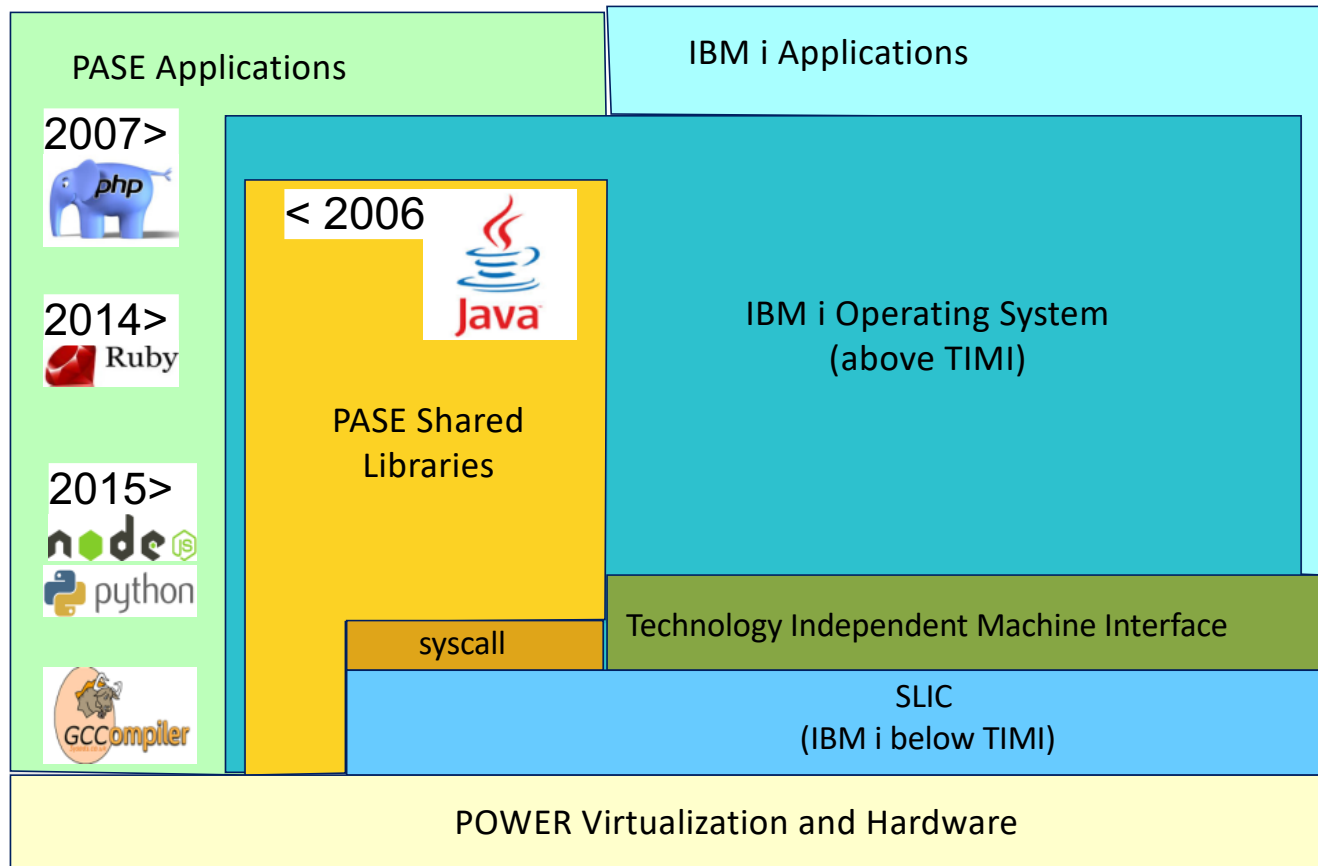 PASE Applications
IBM i Applications
2007>
php
< 2006
Java
2014>
Ruby
IBM i Operating System
(above TIMI)
PASE Shared
Libraries
2015>
node JS
python
syscall
Technology Independent Machine Interface
GCCompiler
SLIC
(IBM i below TIMI)
POWER Virtualization and Hardware